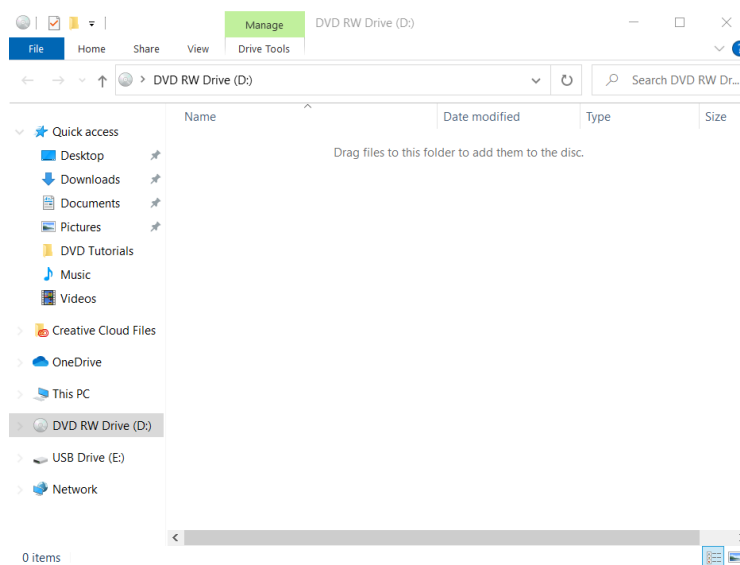 Manage
DVD RW Drive (D:)
File
Home
Share
View
Drive Tools
DVD RW Drive (D:)
Search DVD RW Dr...
Name
Date modified
Type
Size
Drag files to this folder to add them to the disc.
Quick access
Desktop
Downloads
Documents
Pictures
DVD Tutorials
Music
Videos
Creative Cloud Files
OneDrive
This PC
DVD RW Drive (D:)
USB Drive (E:)
Network
0 items